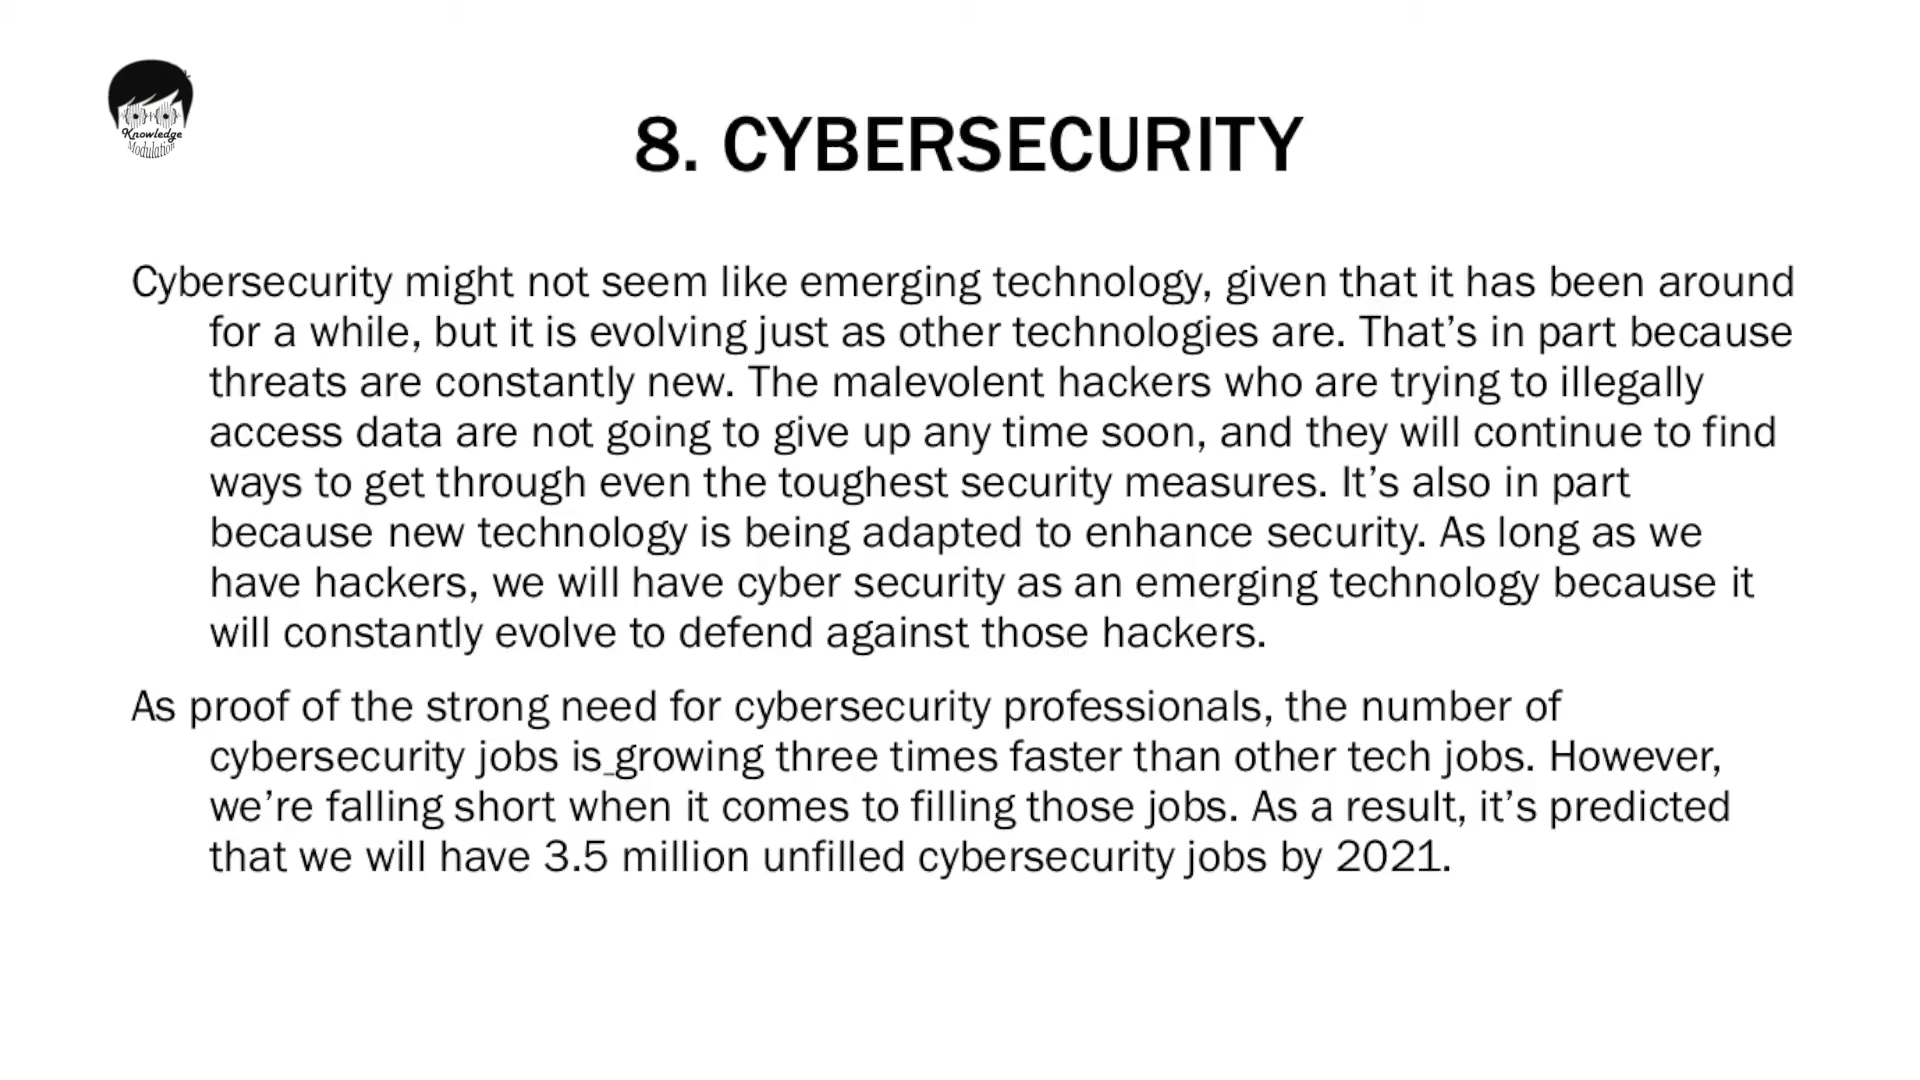 Knowledge
Modulation
8. CYBERSECURITY
Cybersecurity might not seem like emerging technology, given that it has been around
for a while, but it is evolving just as other technologies are. That’s in part because
threats are constantly new. The malevolent hackers who are trying to illegally
access data are not going to give up any time soon, and they will continue to find
ways to get through even the toughest security measures. It’s also in part
because new technology is being adapted to enhance security. As long as we
have hackers, we will have cyber security as an emerging technology because it
will constantly evolve to defend against those hackers.
As proof of the strong need for cybersecurity professionals, the number of
cybersecurity jobs is growing three times faster than other tech jobs. However,
we’re falling short when it comes to filling those jobs. As a result, it’s predicted
that we will have 3.5 million unfilled cybersecurity jobs by 2021.